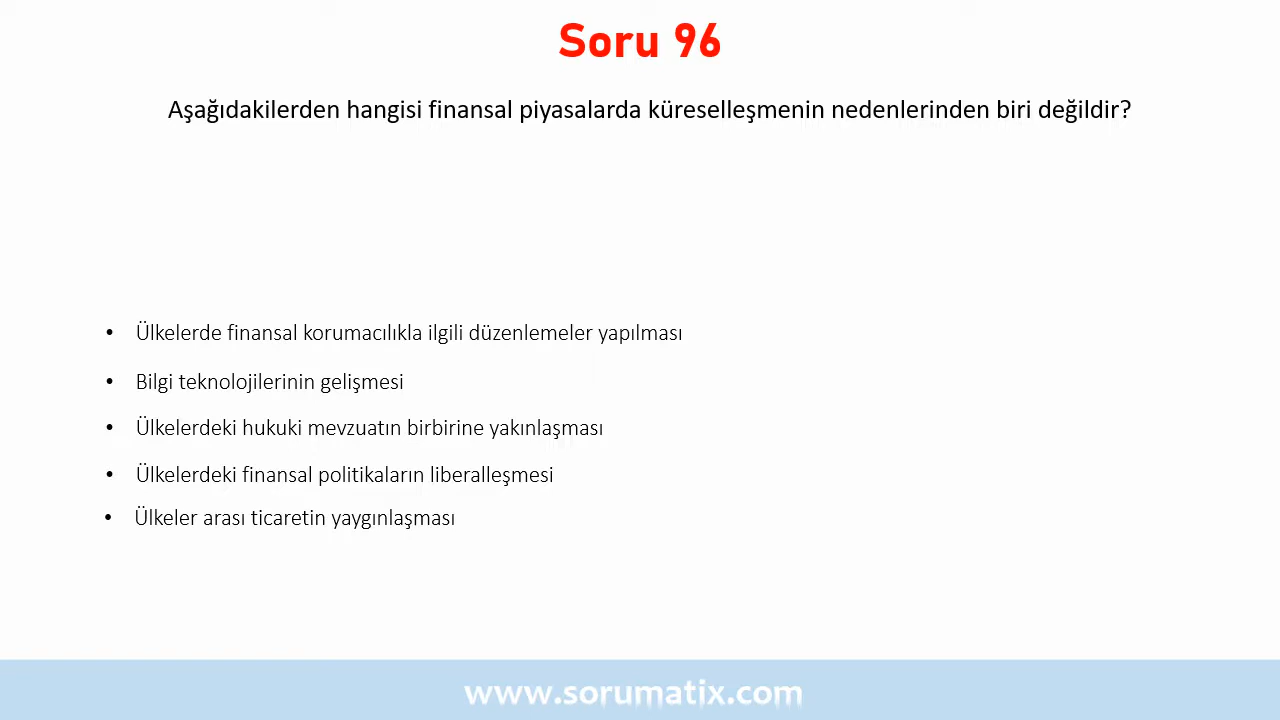 Soru 96
Aşağıdakilerden hangisi finansal piyasalarda küreselleşmenin nedenlerinden biri değildir?
• Ülkelerde finansal korumacılıkla ilgili düzenlemeler yapılması
• Bilgi teknolojilerinin gelişmesi
• Ülkelerdeki hukuki mevzuatın birbirine yakınlaşması
• Ülkelerdeki finansal politikaların liberalleşmesi
• Ülkeler arası ticaretin yaygınlaşması
www.sorumatix.com